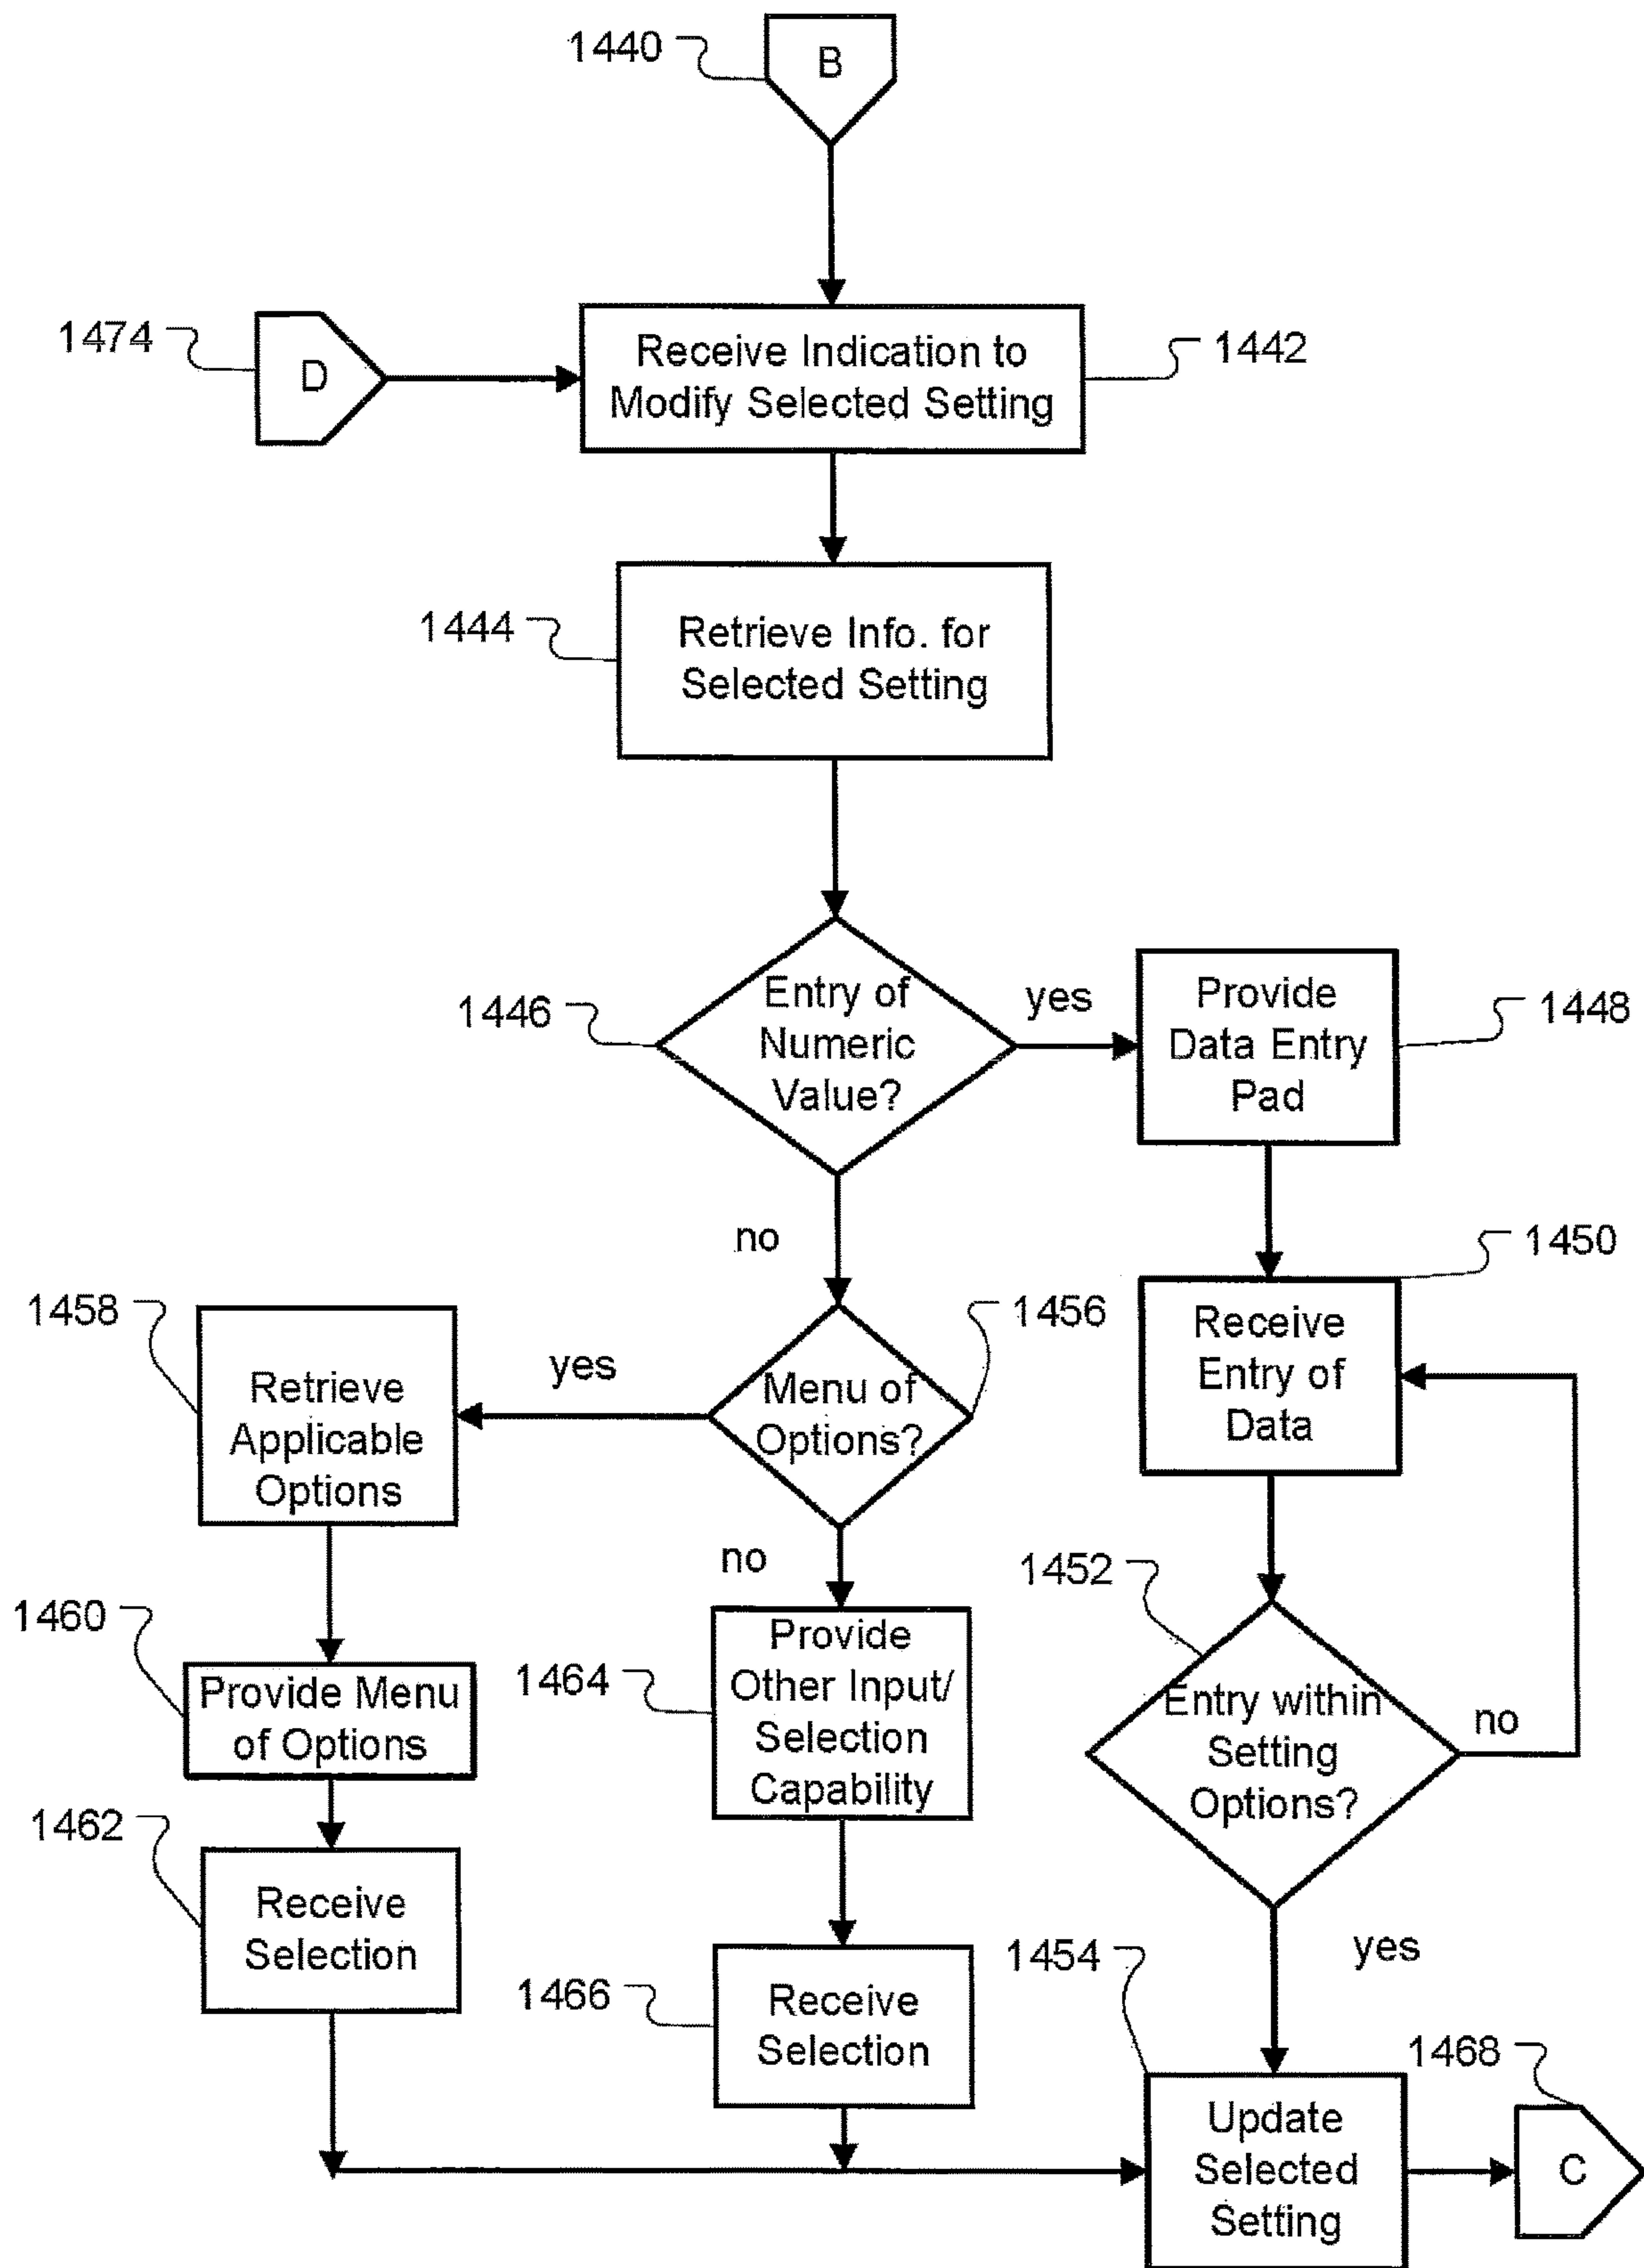 1440
B
1474
D
Receive Indication to
Modify Selected Setting
1442
1444
Retrieve Info. for
Selected Setting
1446
Entry of
Numeric
Value?
yes
Provide
Data Entry
Pad
1448
no
1450
Receive
Entry of
Data
1458
Retrieve
Applicable
Options
yes
Menu of
Options?
1456
no
1452
Entry within
Setting
Options?
no
1460
Provide Menu
of Options
1464
Provide
Other Input/
Selection
Capability
1462
Receive
Selection
1466
Receive
Selection
yes
1454
Update
Selected
Setting
1468
C